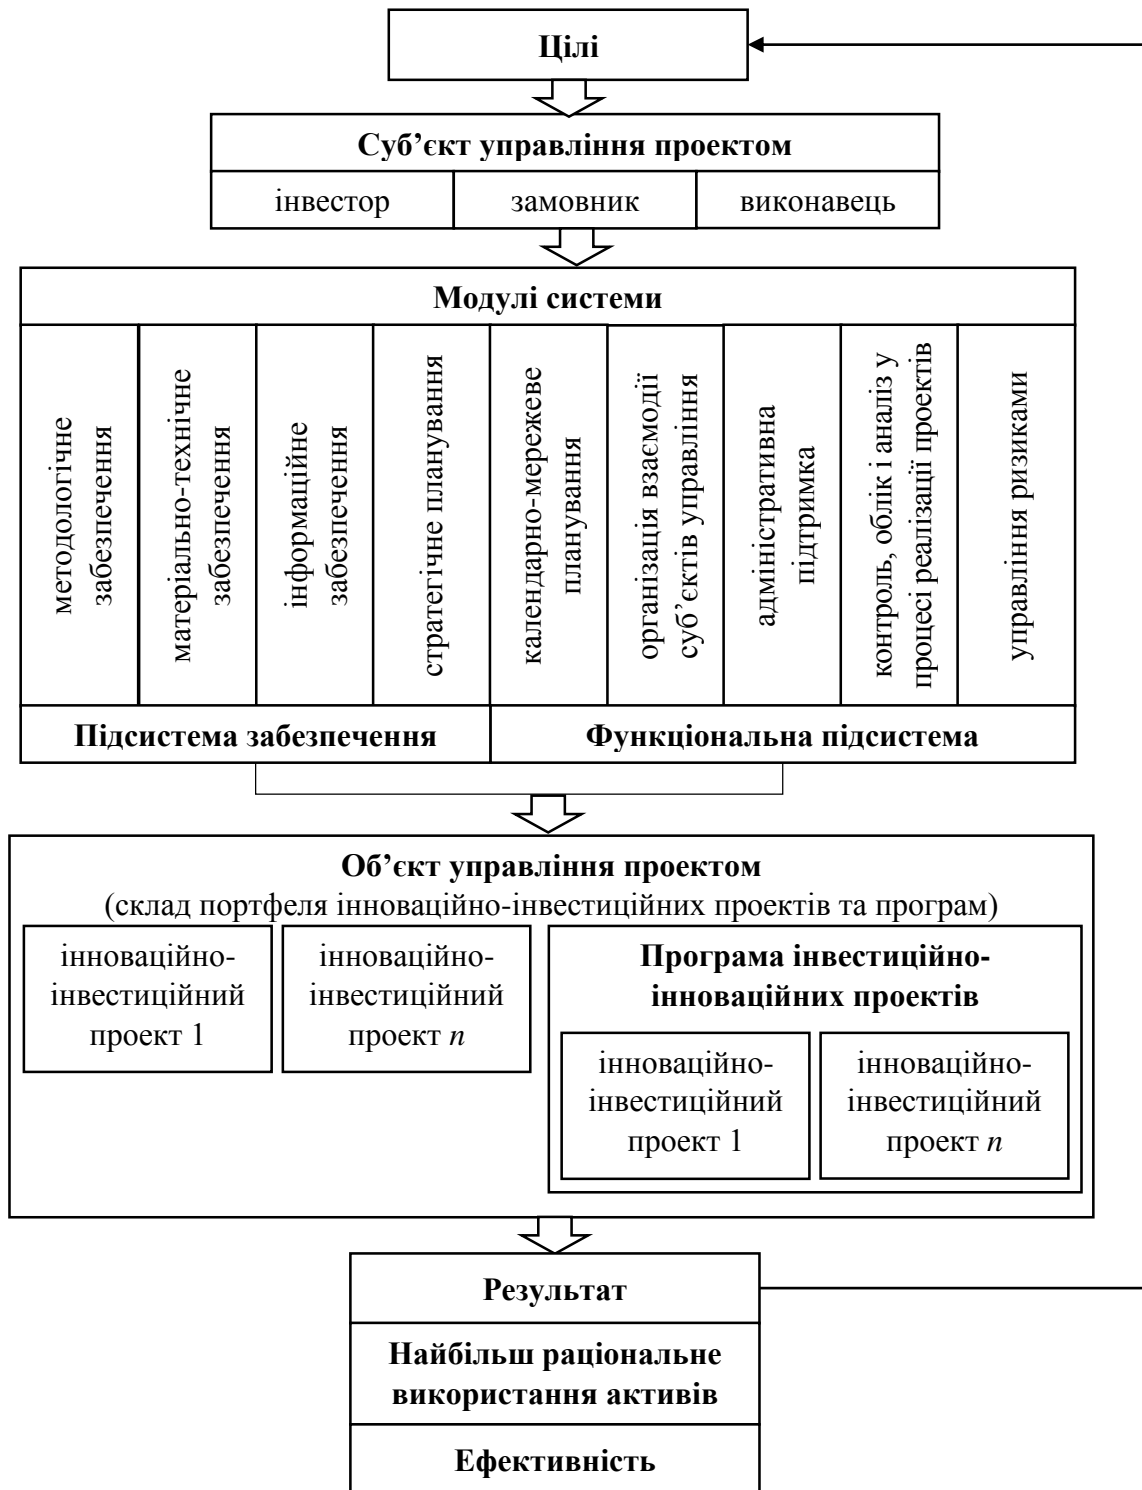 Цілі
Суб’єкт управління проектом
інвестор
замовник
виконавець
Модулі системи
методологічне
забезпечення
матеріально-технічне
забезпечення
інформаційне
забезпечення
стратегічне планування
календарно-мережеве
планування
організація взаємодії
суб’єктів управління
адміністративна
підтримка
контроль, облік і аналіз у
процесі реалізації проектів
управління ризиками
Підсистема забезпечення
Функціональна підсистема
Об’єкт управління проектом
(склад портфеля інноваційно-інвестиційних проектів та програм)
інноваційно-
інвестиційний
проект 1
інноваційно-
інвестиційний
проект n
Програма інвестиційно-
інноваційних проектів
інноваційно-
інвестиційний
проект 1
інноваційно-
інвестиційний
проект n
Результат
Найбільш раціональне
використання активів
Ефективність